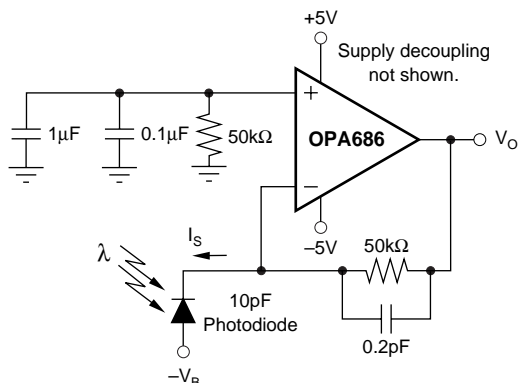 +5V
Supply decoupling
not shown.
+
1µF
0.1µF
50kΩ
OPA686
V_O
−
−5V
50kΩ
I_S
λ
10pF
Photodiode
0.2pF
−V_B